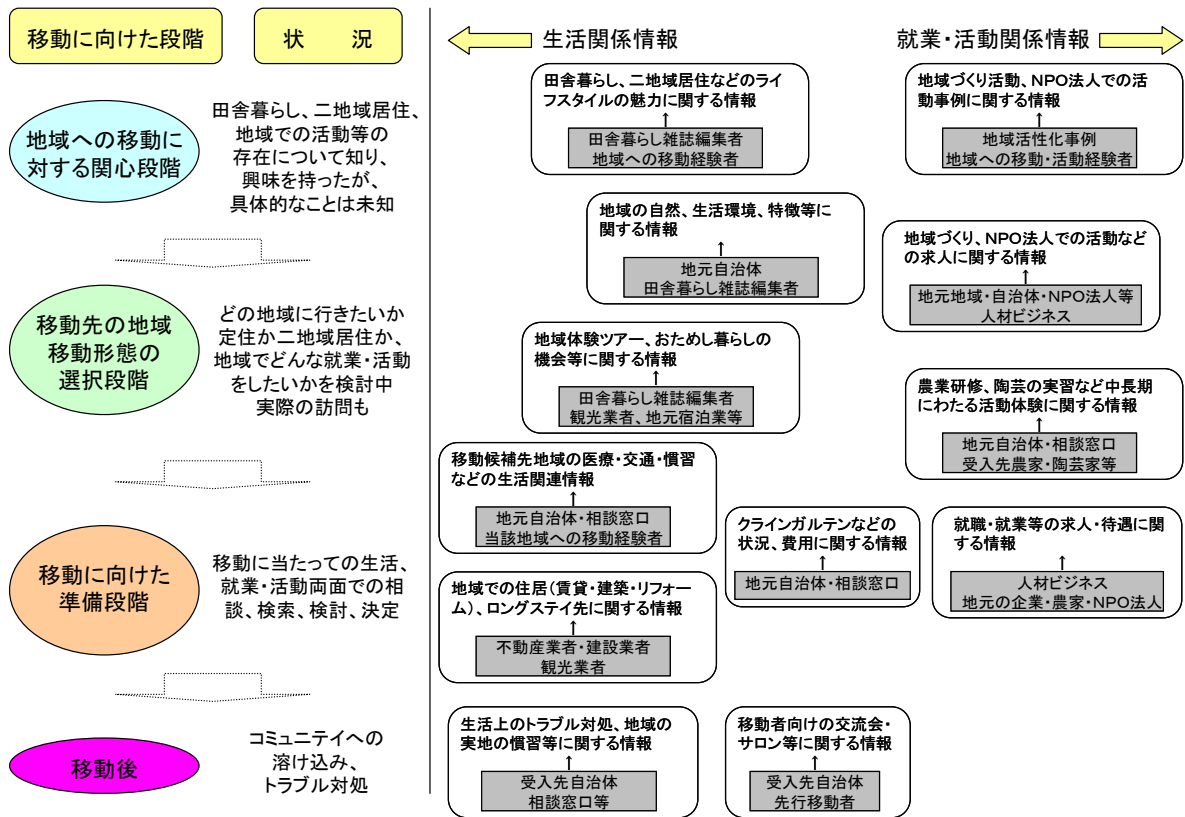 移動に向けた段階
状　況
生活関係情報
就業・活動関係情報
地域への移動に
対する関心段階
田舎暮らし、二地域居住、
地域での活動等の
存在について知り、
興味を持ったが、
具体的なことは未知
移動先の地域
移動形態の
選択段階
どの地域に行きたいか
定住か二地域居住か、
地域でどんな就業・活動
をしたいかを検討中
実際の訪問も
移動に向けた
準備段階
移動に当たっての生活、
就業・活動両面での相
談、検索、検討、決定
移動後
コミュニテイへの
溶け込み、
トラブル対処
田舎暮らし、二地域居住などのライ
フスタイルの魅力に関する情報
↑
田舎暮らし雑誌編集者
地域への移動経験者
地域づくり活動、NPO法人での活
動事例に関する情報
↑
地域活性化事例
地域への移動・活動経験者
地域の自然、生活環境、特徴等に
関する情報
↑
地元自治体
田舎暮らし雑誌編集者
地域づくり、NPO法人での活動など
の求人に関する情報
↑
地元地域・自治体・NPO法人等
人材ビジネス
地域体験ツアー、おためし暮らしの
機会等に関する情報
↑
田舎暮らし雑誌編集者
観光業者、地元宿泊業等
農業研修、陶芸の実習など中長期
にわたる活動体験に関する情報
↑
地元自治体・相談窓口
受入先農家・陶芸家等
移動候補先地域の医療・交通・慣習
などの生活関連情報
↑
地元自治体・相談窓口
当該地域への移動経験者
クラインガルテンなどの
状況、費用に関する情報
↑
地元自治体・相談窓口
就職・就業等の求人・待遇に関
する情報
↑
人材ビジネス
地元の企業・農家・NPO法人
地域での住居（賃貸・建築・リフォー
ム）、ロングステイ先に関する情報
↑
不動産業者・建設業者
観光業者
生活上のトラブル対処、地域の
実地の慣習等に関する情報
↑
受入先自治体
相談窓口等
移動者向けの交流会・
サロン等に関する情報
↑
受入先自治体
先行移動者